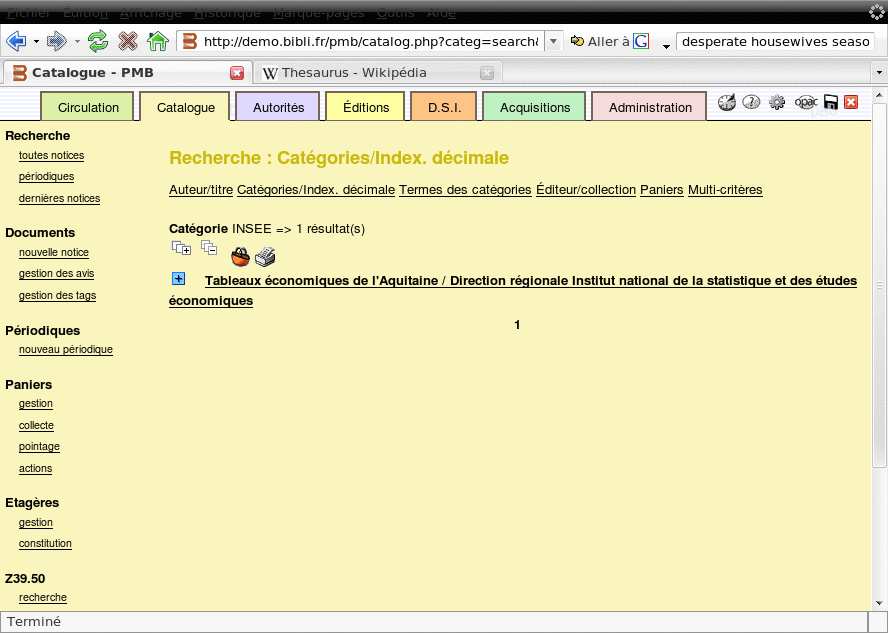 Fichier Édition Affichage Historique Marque-pages Outils Aide
http://demo.bibli.fr/pmb/catalog.php?categ=search& Aller à G desperate housewives seaso
Catalogue - PMB W Thesaurus - Wikipédia
Circulation Catalogue Autorités Éditions D.S.I. Acquisitions Administration opac
Recherche
toutes notices
périodiques
dernières notices
Documents
nouvelle notice
gestion des avis
gestion des tags
Périodiques
nouveau périodique
Paniers
gestion
collecte
pointage
actions
Etagères
gestion
constitution
Z39.50
recherche
Recherche : Catégories/Index. décimale
Auteur/titre Catégories/Index. décimale Termes des catégories Éditeur/collection Paniers Multi-critères
Catégorie INSEE => 1 résultat(s)
Tableaux économiques de l'Aquitaine / Direction régionale Institut national de la statistique et des études
économiques
1
Terminé